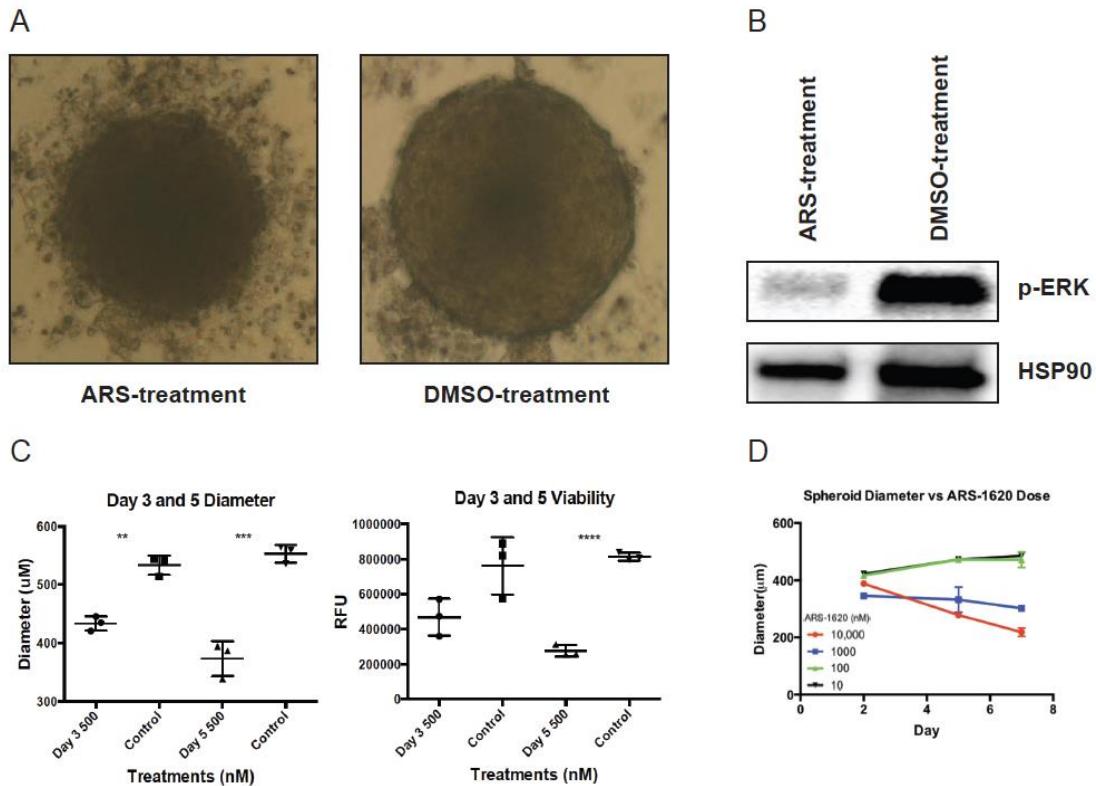 A
ARS-treatment
DMSO-treatment
B
ARS-treatment
DMSO-treatment
p-ERK
HSP90
C
Day 3 and 5 Diameter
Diameter (uM)
600
500
400
300
**
***
Day 3 500
Control
Day 5 500
Control
Treatments (nM)
Day 3 and 5 Viability
RFU
1000000
800000
600000
400000
200000
0
****
Day 3 500
Control
Day 5 500
Control
Treatments (nM)
D
Spheroid Diameter vs ARS-1620 Dose
Diameter(μm)
600
400
200
0
ARS-1620 (nM)
10,000
1000
100
10
0
2
4
6
8
Day